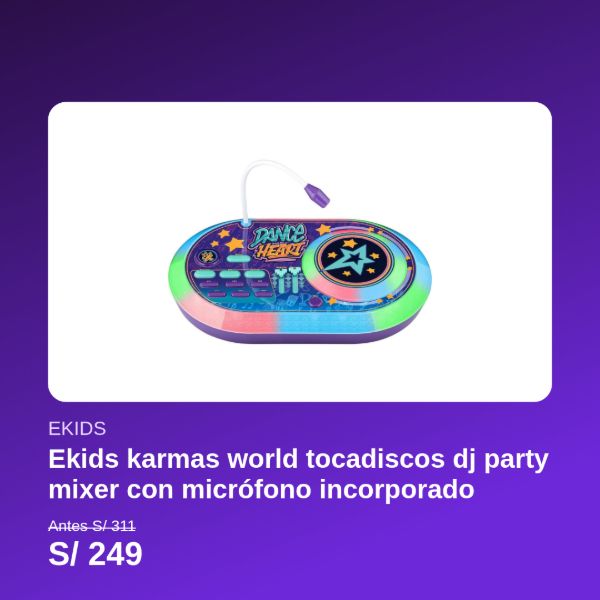 DANCE
HEART
EKIDS
Ekids karmas world tocadiscos dj party
mixer con micrófono incorporado
Antes S/ 311
S/ 249